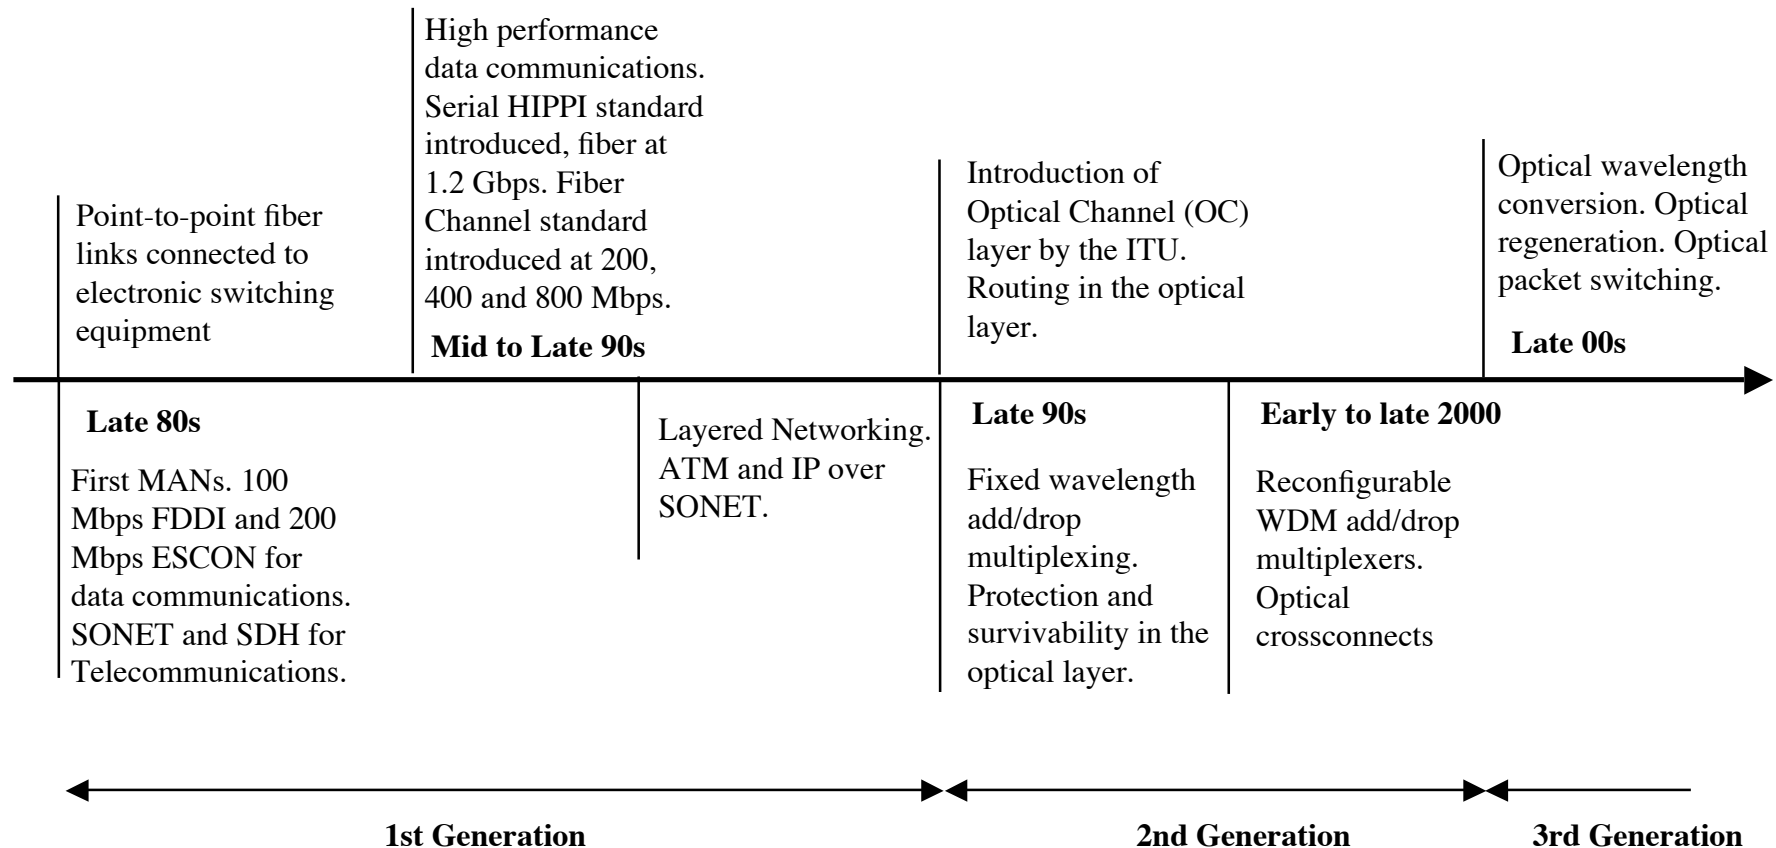 High performance
data communications.
Serial HIPPI standard
introduced, fiber at
1.2 Gbps. Fiber
Channel standard
introduced at 200,
400 and 800 Mbps.
Mid to Late 90s
Point-to-point fiber
links connected to
electronic switching
equipment
Introduction of
Optical Channel (OC)
layer by the ITU.
Routing in the optical
layer.
Optical wavelength
conversion. Optical
regeneration. Optical
packet switching.
Late 00s
Late 80s
First MANs. 100
Mbps FDDI and 200
Mbps ESCON for
data communications.
SONET and SDH for
Telecommunications.
Layered Networking.
ATM and IP over
SONET.
Late 90s
Fixed wavelength
add/drop
multiplexing.
Protection and
survivability in the
optical layer.
Early to late 2000
Reconfigurable
WDM add/drop
multiplexers.
Optical
crossconnects
1st Generation
2nd Generation
3rd Generation